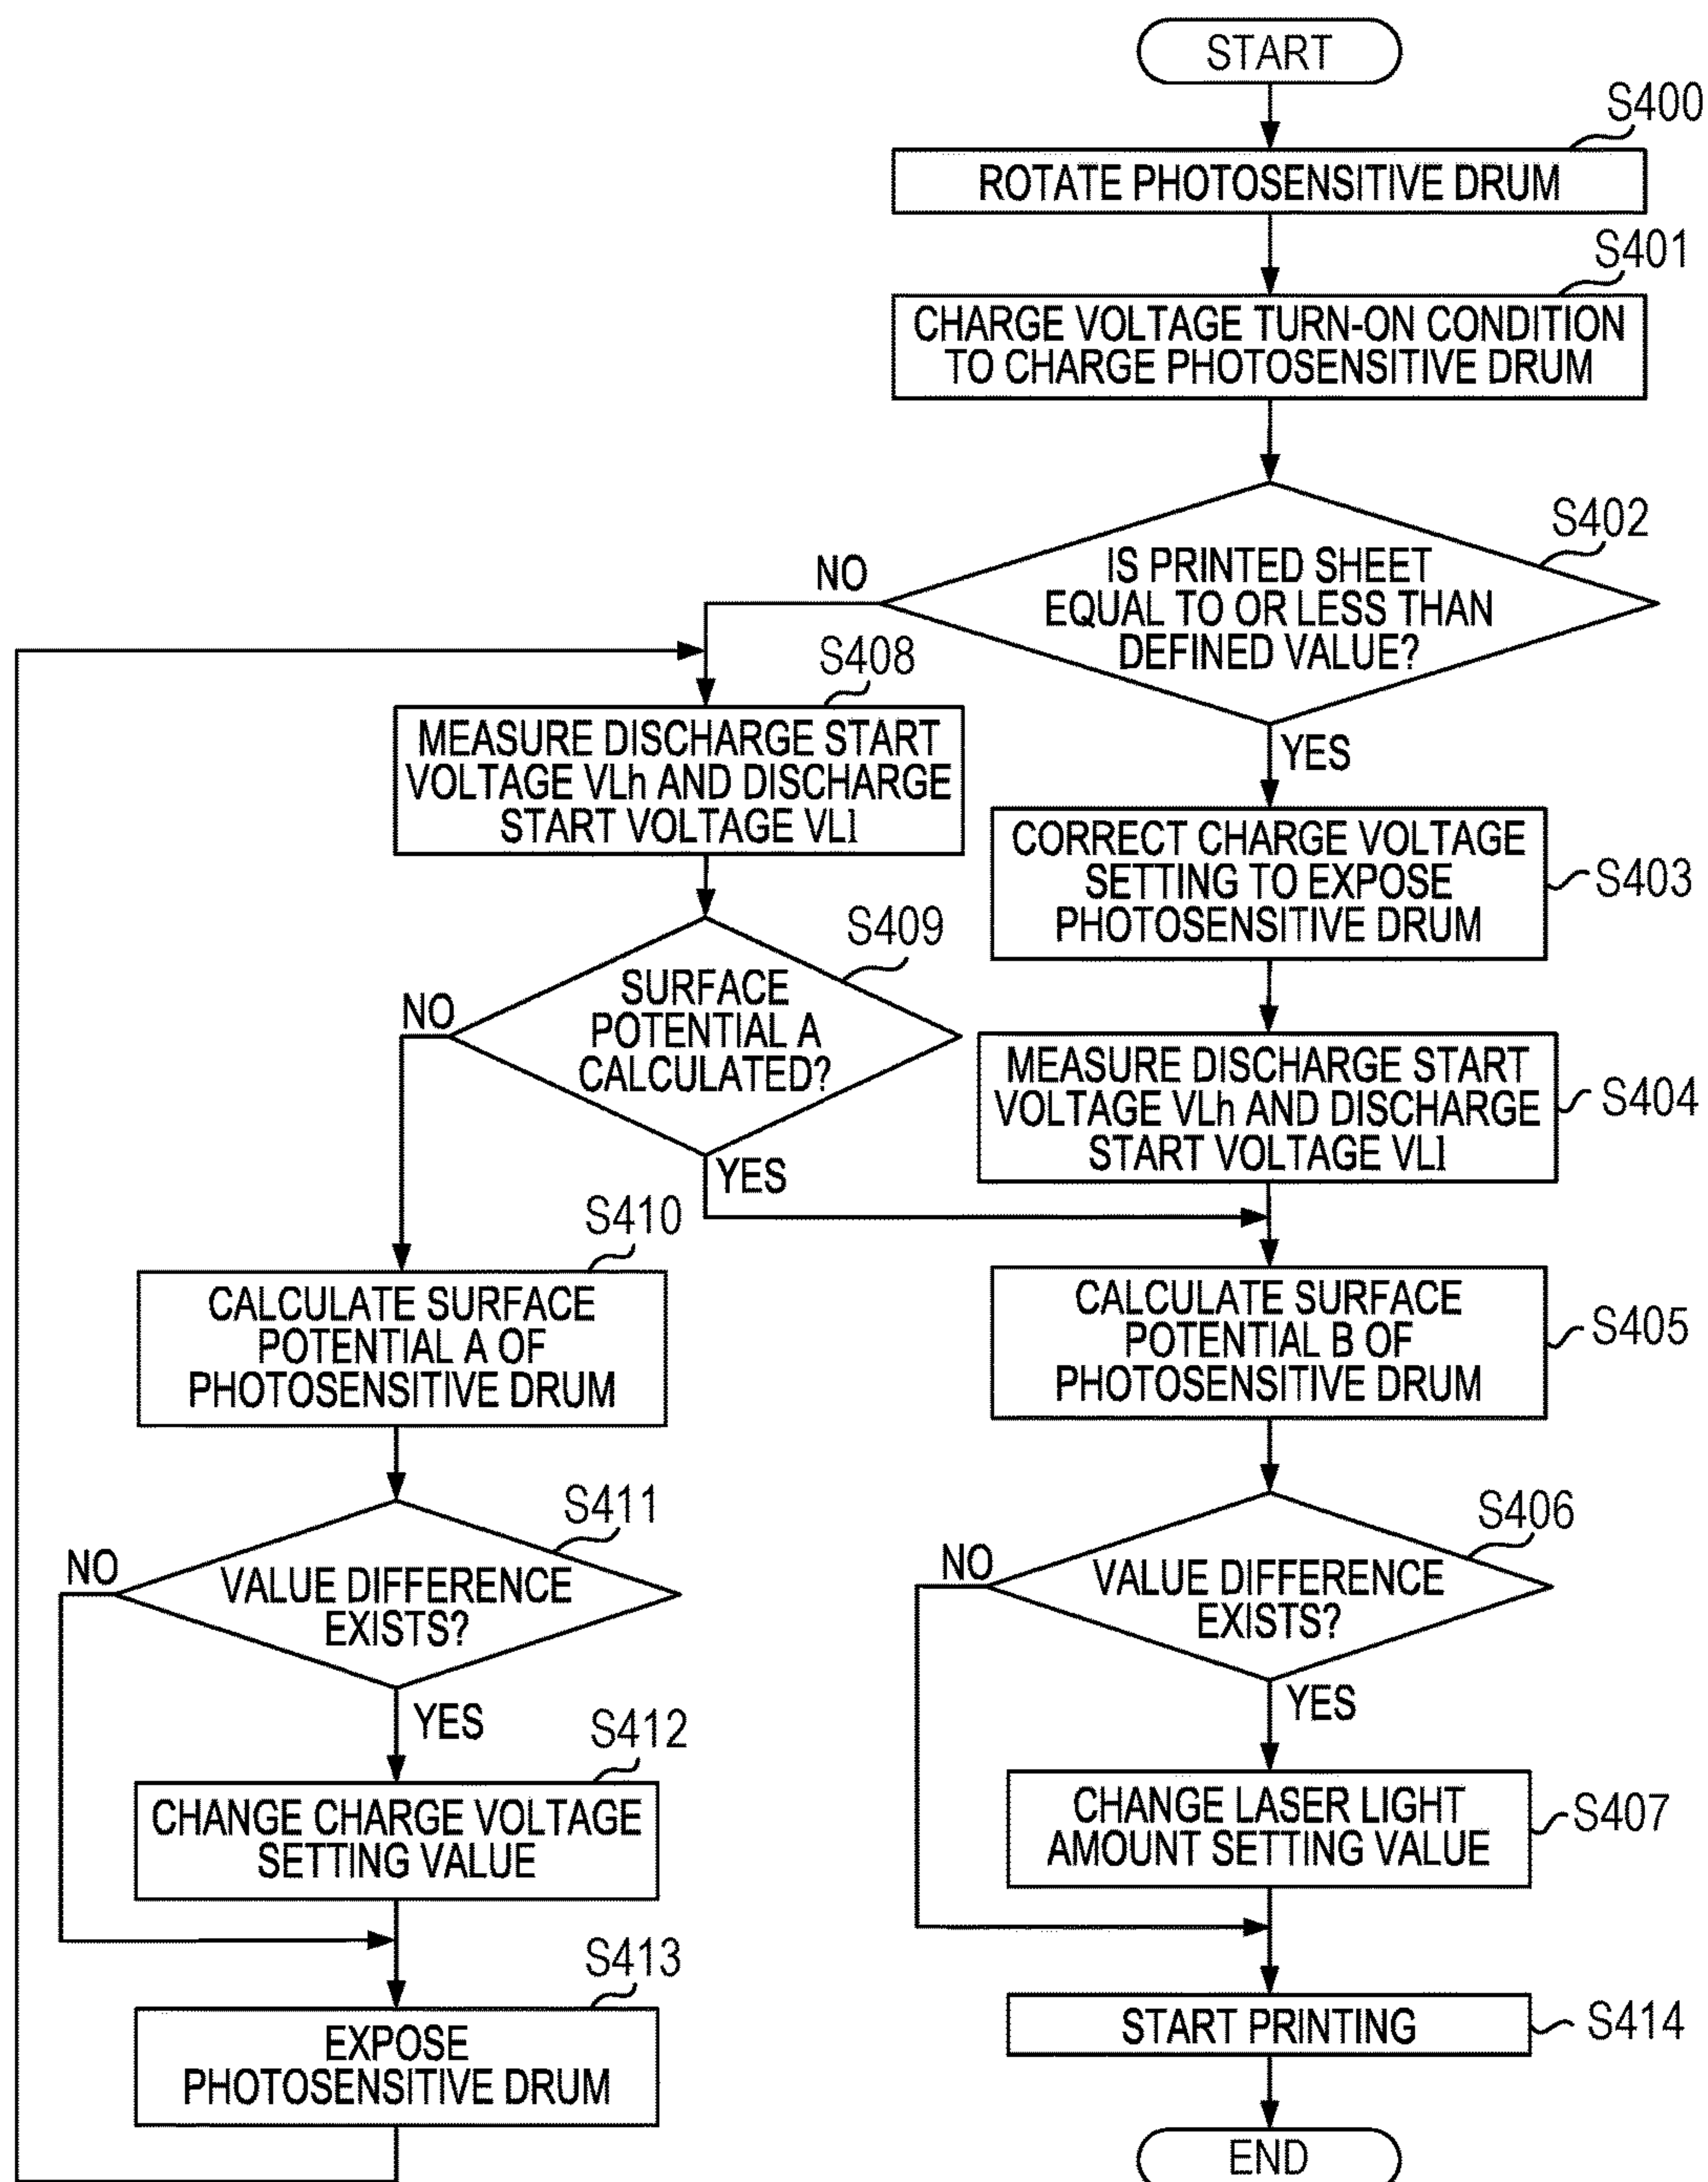 START
S400
ROTATE PHOTOSENSITIVE DRUM
S401
CHARGE VOLTAGE TURN-ON CONDITION
TO CHARGE PHOTOSENSITIVE DRUM
S402
IS PRINTED SHEET
EQUAL TO OR LESS THAN
DEFINED VALUE?
NO
YES
S408
MEASURE DISCHARGE START
VOLTAGE VLh AND DISCHARGE
START VOLTAGE VLl
CORRECT CHARGE VOLTAGE
SETTING TO EXPOSE
PHOTOSENSITIVE DRUM
S403
S409
SURFACE
POTENTIAL A
CALCULATED?
NO
YES
MEASURE DISCHARGE START
VOLTAGE VLh AND DISCHARGE
START VOLTAGE VLl
S404
S410
CALCULATE SURFACE
POTENTIAL A OF
PHOTOSENSITIVE DRUM
CALCULATE SURFACE
POTENTIAL B OF
PHOTOSENSITIVE DRUM
S405
S411
VALUE DIFFERENCE
EXISTS?
NO
YES
S406
VALUE DIFFERENCE
EXISTS?
NO
YES
S412
CHANGE CHARGE VOLTAGE
SETTING VALUE
CHANGE LASER LIGHT
AMOUNT SETTING VALUE
S407
S413
EXPOSE
PHOTOSENSITIVE DRUM
START PRINTING
S414
END